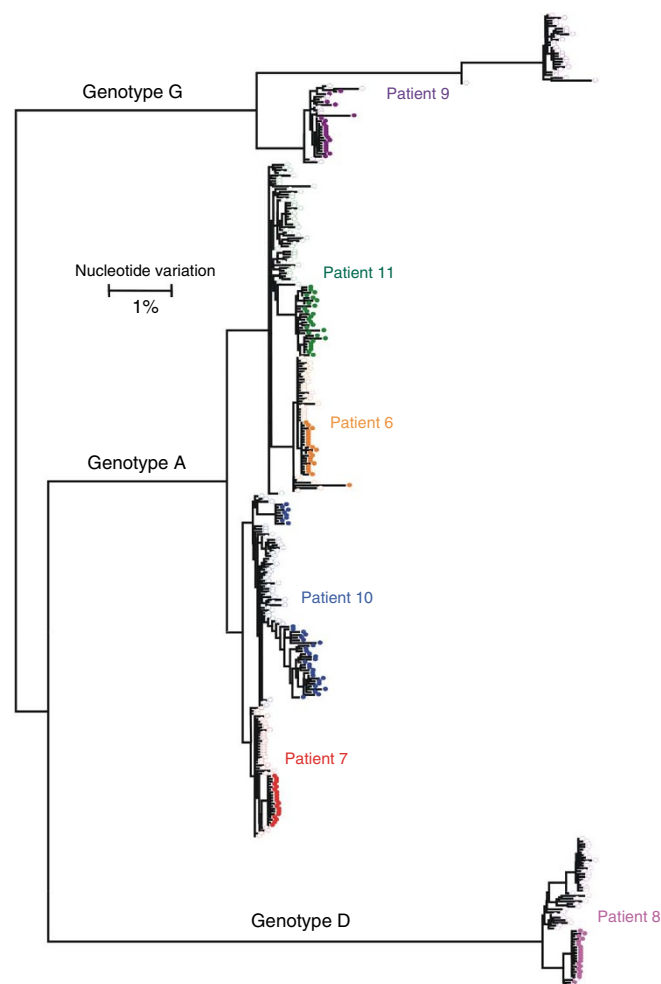 Genotype G
Patient 9
Nucleotide variation
1%
Patient 11
Patient 6
Genotype A
Patient 10
Patient 7
Genotype D
Patient 8